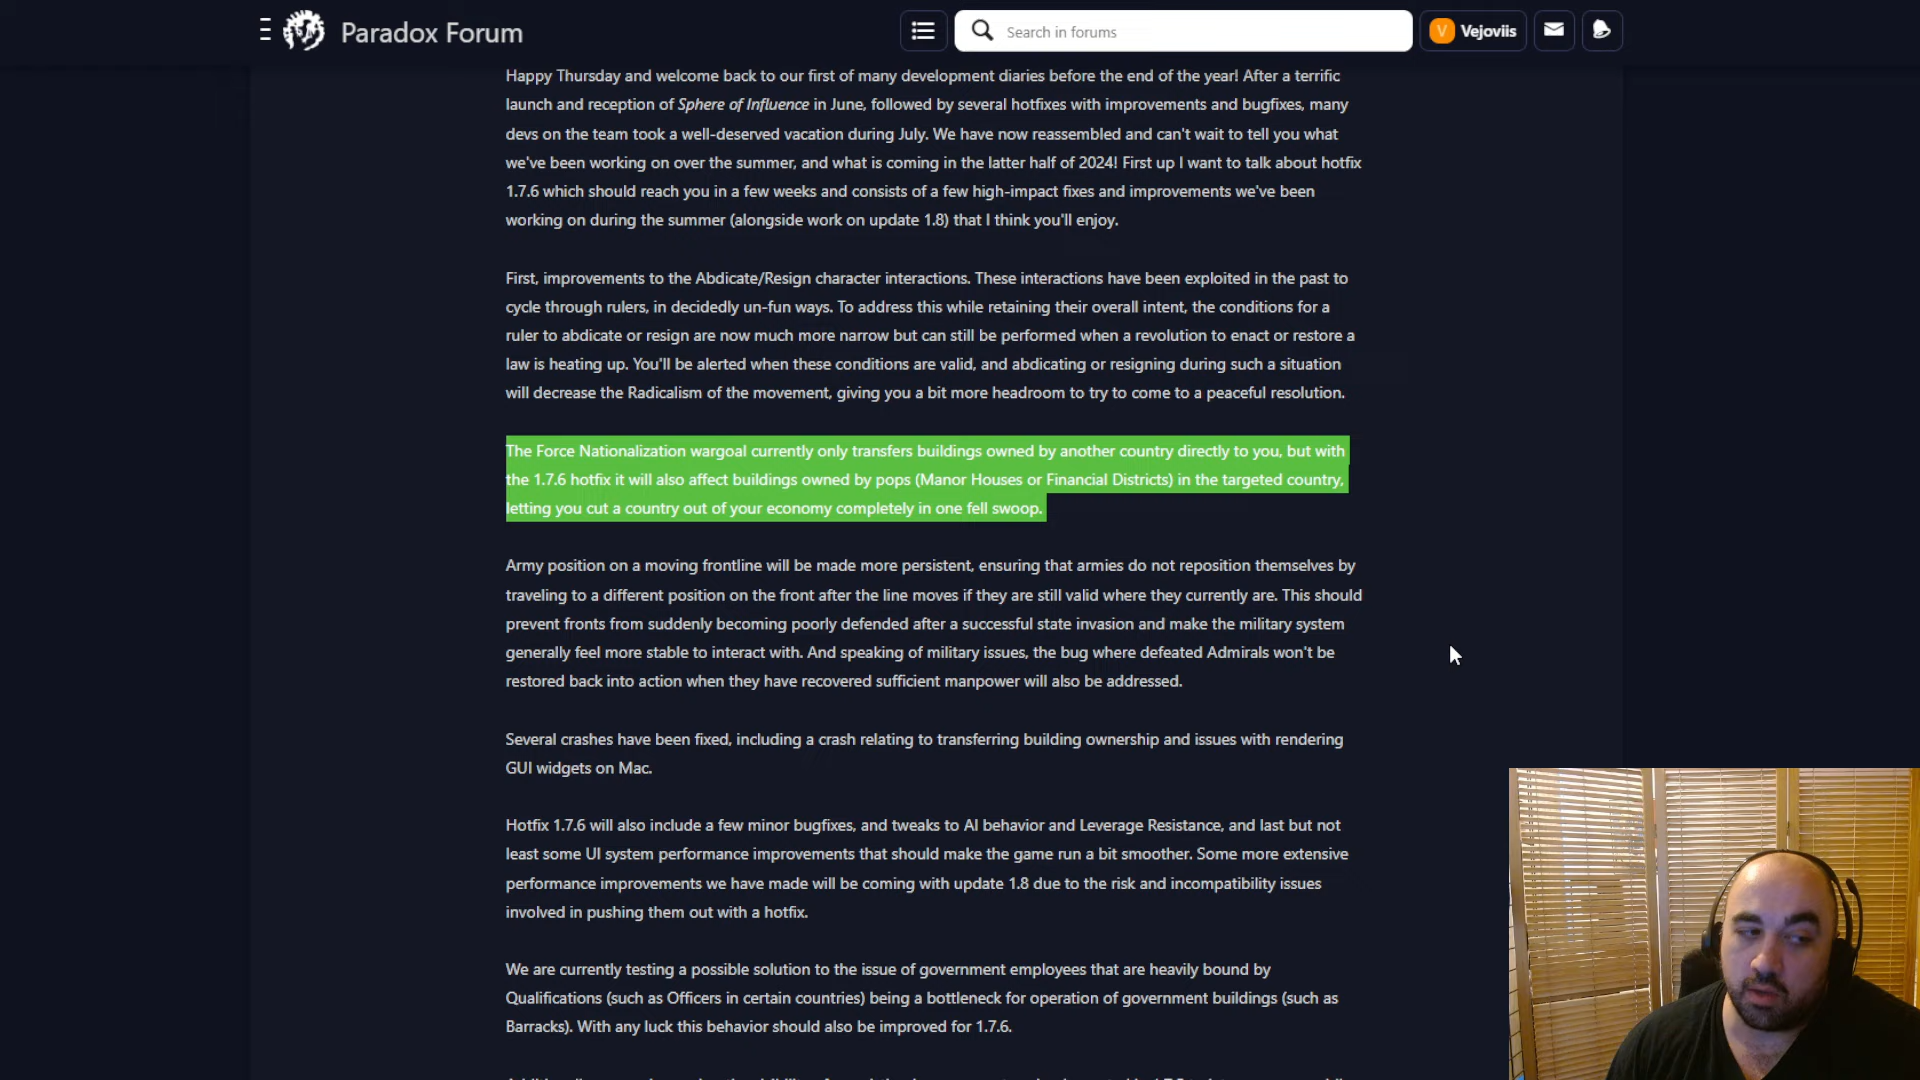 Paradox Forum
Search in forums
V Vejoviis
Happy Thursday and welcome back to our first of many development diaries before the end of the year! After a terrific
launch and reception of Sphere of Influence in June, followed by several hotfixes with improvements and bugfixes, many
devs on the team took a well-deserved vacation during July. We have now reassembled and can't wait to tell you what
we've been working on over the summer, and what is coming in the latter half of 2024! First up I want to talk about hotfix
1.7.6 which should reach you in a few weeks and consists of a few high-impact fixes and improvements we've been
working on during the summer (alongside work on update 1.8) that I think you'll enjoy.
First, improvements to the Abdicate/Resign character interactions. These interactions have been exploited in the past to
cycle through rulers, in decidedly un-fun ways. To address this while retaining their overall intent, the conditions for a
ruler to abdicate or resign are now much more narrow but can still be performed when a revolution to enact or restore a
law is heating up. You'll be alerted when these conditions are valid, and abdicating or resigning during such a situation
will decrease the Radicalism of the movement, giving you a bit more headroom to try to come to a peaceful resolution.
The Force Nationalization wargoal currently only transfers buildings owned by another country directly to you, but with
the 1.7.6 hotfix it will also affect buildings owned by pops (Manor Houses or Financial Districts) in the targeted country,
letting you cut a country out of your economy completely in one fell swoop.
Army position on a moving frontline will be made more persistent, ensuring that armies do not reposition themselves by
traveling to a different position on the front after the line moves if they are still valid where they currently are. This should
prevent fronts from suddenly becoming poorly defended after a successful state invasion and make the military system
generally feel more stable to interact with. And speaking of military issues, the bug where defeated Admirals won't be
restored back into action when they have recovered sufficient manpower will also be addressed.
Several crashes have been fixed, including a crash relating to transferring building ownership and issues with rendering
GUI widgets on Mac.
Hotfix 1.7.6 will also include a few minor bugfixes, and tweaks to AI behavior and Leverage Resistance, and last but not
least some UI system performance improvements that should make the game run a bit smoother. Some more extensive
performance improvements we have made will be coming with update 1.8 due to the risk and incompatibility issues
involved in pushing them out with a hotfix.
We are currently testing a possible solution to the issue of government employees that are heavily bound by
Qualifications (such as Officers in certain countries) being a bottleneck for operation of government buildings (such as
Barracks). With any luck this behavior should also be improved for 1.7.6.